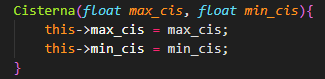 Cisterna(float max_cis, float min_cis){
    this->max_cis = max_cis;
    this->min_cis = min_cis;
}